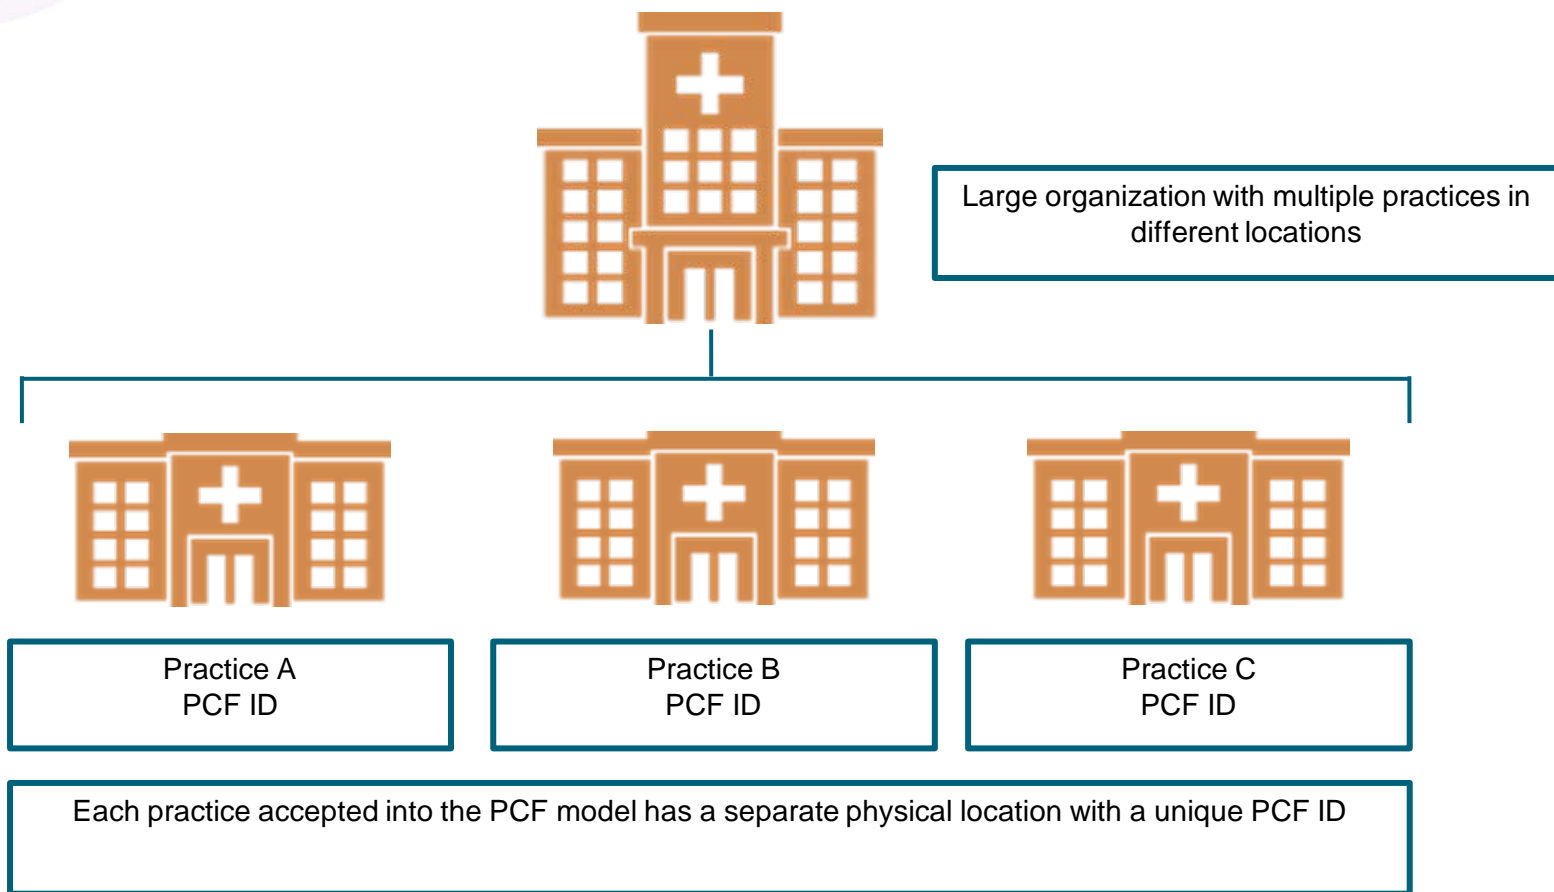 Large organization with multiple practices in
different locations
Practice A
PCF ID
Practice B
PCF ID
Practice C
PCF ID
Each practice accepted into the PCF model has a separate physical location with a unique PCF ID